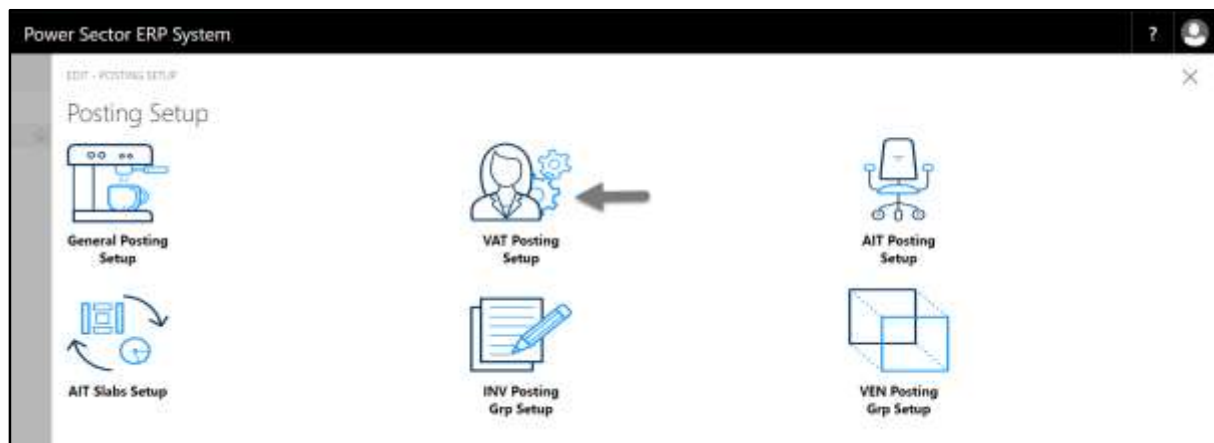 Power Sector ERP System
?
EDIT - POSTING SETUP
Posting Setup
General Posting
Setup
VAT Posting
Setup
AIT Posting
Setup
AIT Slabs Setup
INV Posting
Grp Setup
VEN Posting
Grp Setup